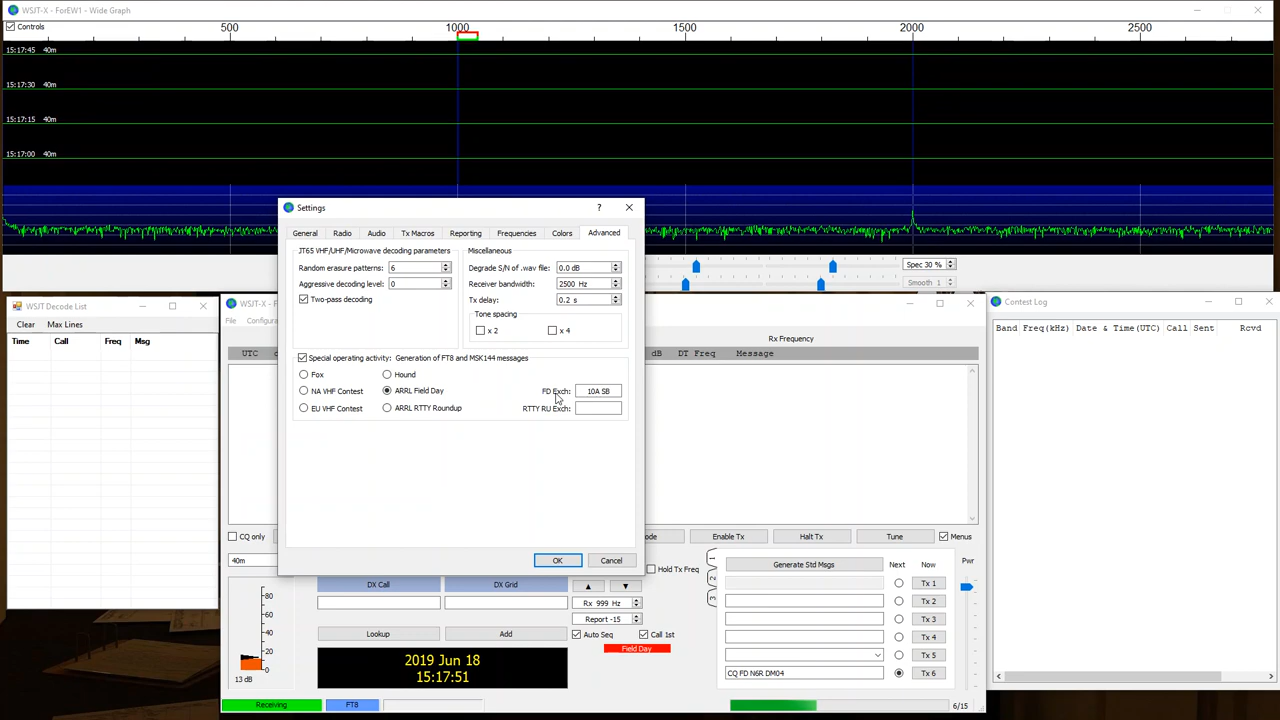 WSJT-X - ForEW1 - Wide Graph
Controls
500 1000 1500 2000 2500
15:17:45 40m
15:17:30 40m
15:17:15 40m
15:17:00 40m
Settings
General Radio Audio Tx Macros Reporting Frequencies Colors Advanced
JT65 VHF/UHF/Microwave decoding parameters
Random erasure patterns: 6
Aggressive decoding level: 0
Two-pass decoding
Miscellaneous
Degrade S/N of .wav file: 0.0 dB
Receiver bandwidth: 2500 Hz
Tx delay: 0.2 s
Tone spacing
x 2 x 4
Special operating activity: Generation of FT8 and MSK144 messages
Fox Hound
NA VHF Contest ARRL Field Day FD Exch: 10A SB
EU VHF Contest ARRL RTTY Roundup RTTY RU Exch:
OK Cancel
Spec 30 %
Smooth 1
WSJT Decode List
Clear Max Lines
Time Call Freq Msg
WSJT-X - ForEW1
File Configura
UTC d
Rx Frequency
dB DT Freq Message
CQ only
ode Enable Tx Halt Tx Tune Menus
40m
Hold Tx Freq
DX Call DX Grid
Rx 999 Hz
Report -15
Lookup Add
Auto Seq Call 1st
Field Day
2019 Jun 18
15:17:51
80
60
40
20
0
13 dB
1
2
3
Generate Std Msgs Next Now Pwr
Tx 1
Tx 2
Tx 3
Tx 4
Tx 5
CQ FD N6R DM04 Tx 6
Receiving FT8 6/15
Contest Log
Band Freq(kHz) Date & Time(UTC) Call Sent Rcvd